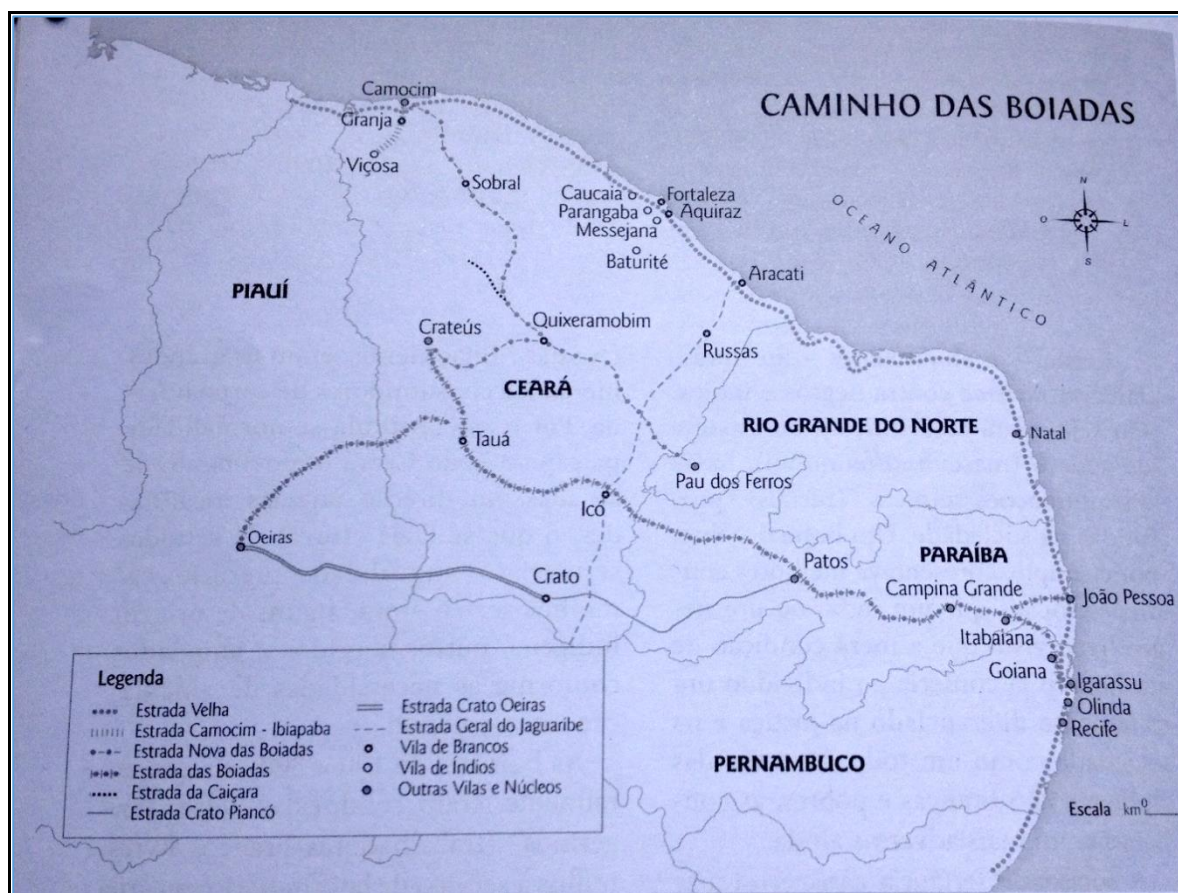 CAMINHO DAS BOIADAS
Camocim
Granja
Viçosa
Sobral
Caucaia
Fortaleza
Parangaba
Aquiraz
Messejana
Baturité
OCEANO ATLÂNTICO
N
O
L
S
Aracati
PIAUÍ
Crateús
Quixeramobim
Russas
CEARÁ
RIO GRANDE DO NORTE
Natal
Tauá
Pau dos Ferros
Icó
Oeiras
Crato
Patos
PARAÍBA
Campina Grande
João Pessoa
Itabaiana
Goiana
Igarassu
Olinda
Recife
PERNAMBUCO
Escala km 0
Legenda
Estrada Velha
Estrada Camocim - Ibiapaba
Estrada Nova das Boiadas
Estrada das Boiadas
Estrada da Caiçara
Estrada Crato Piancó
Estrada Crato Oeiras
Estrada Geral do Jaguaribe
Vila de Brancos
Vila de Índios
Outras Vilas e Núcleos